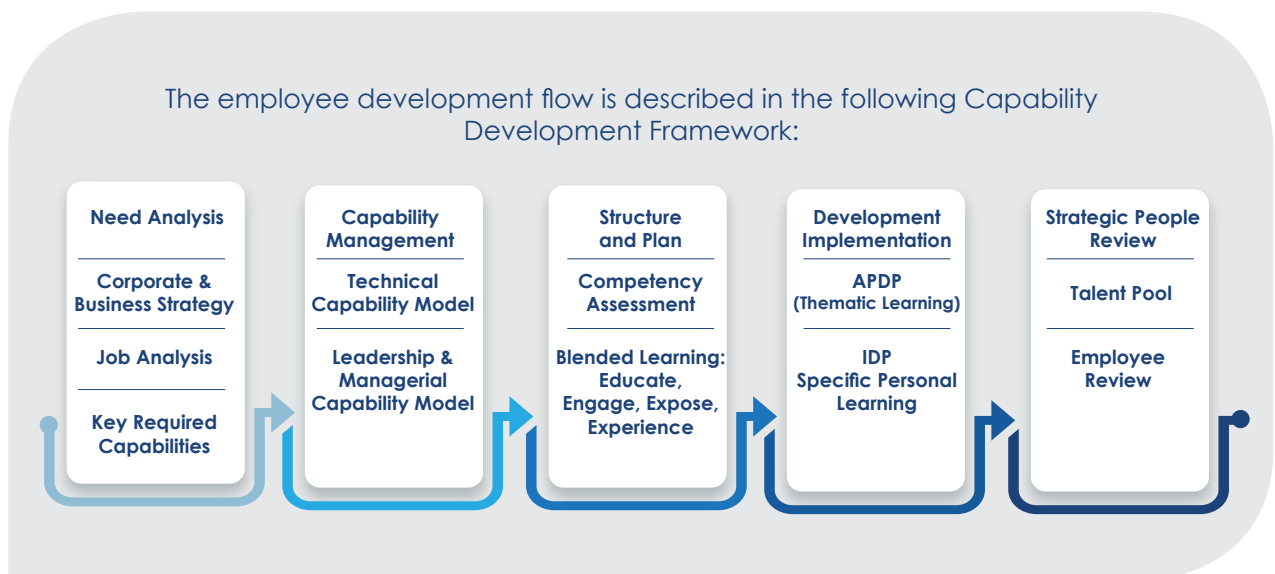 The employee development flow is described in the following Capability
Development Framework:
Need Analysis
Corporate &
Business Strategy
Job Analysis
Key Required
Capabilities
Capability
Management
Technical
Capability Model
Leadership &
Managerial
Capability Model
Structure
and Plan
Competency
Assessment
Blended Learning:
Educate,
Engage, Expose,
Experience
Development
Implementation
APDP
(Thematic Learning)
IDP
Specific Personal
Learning
Strategic People
Review
Talent Pool
Employee
Review